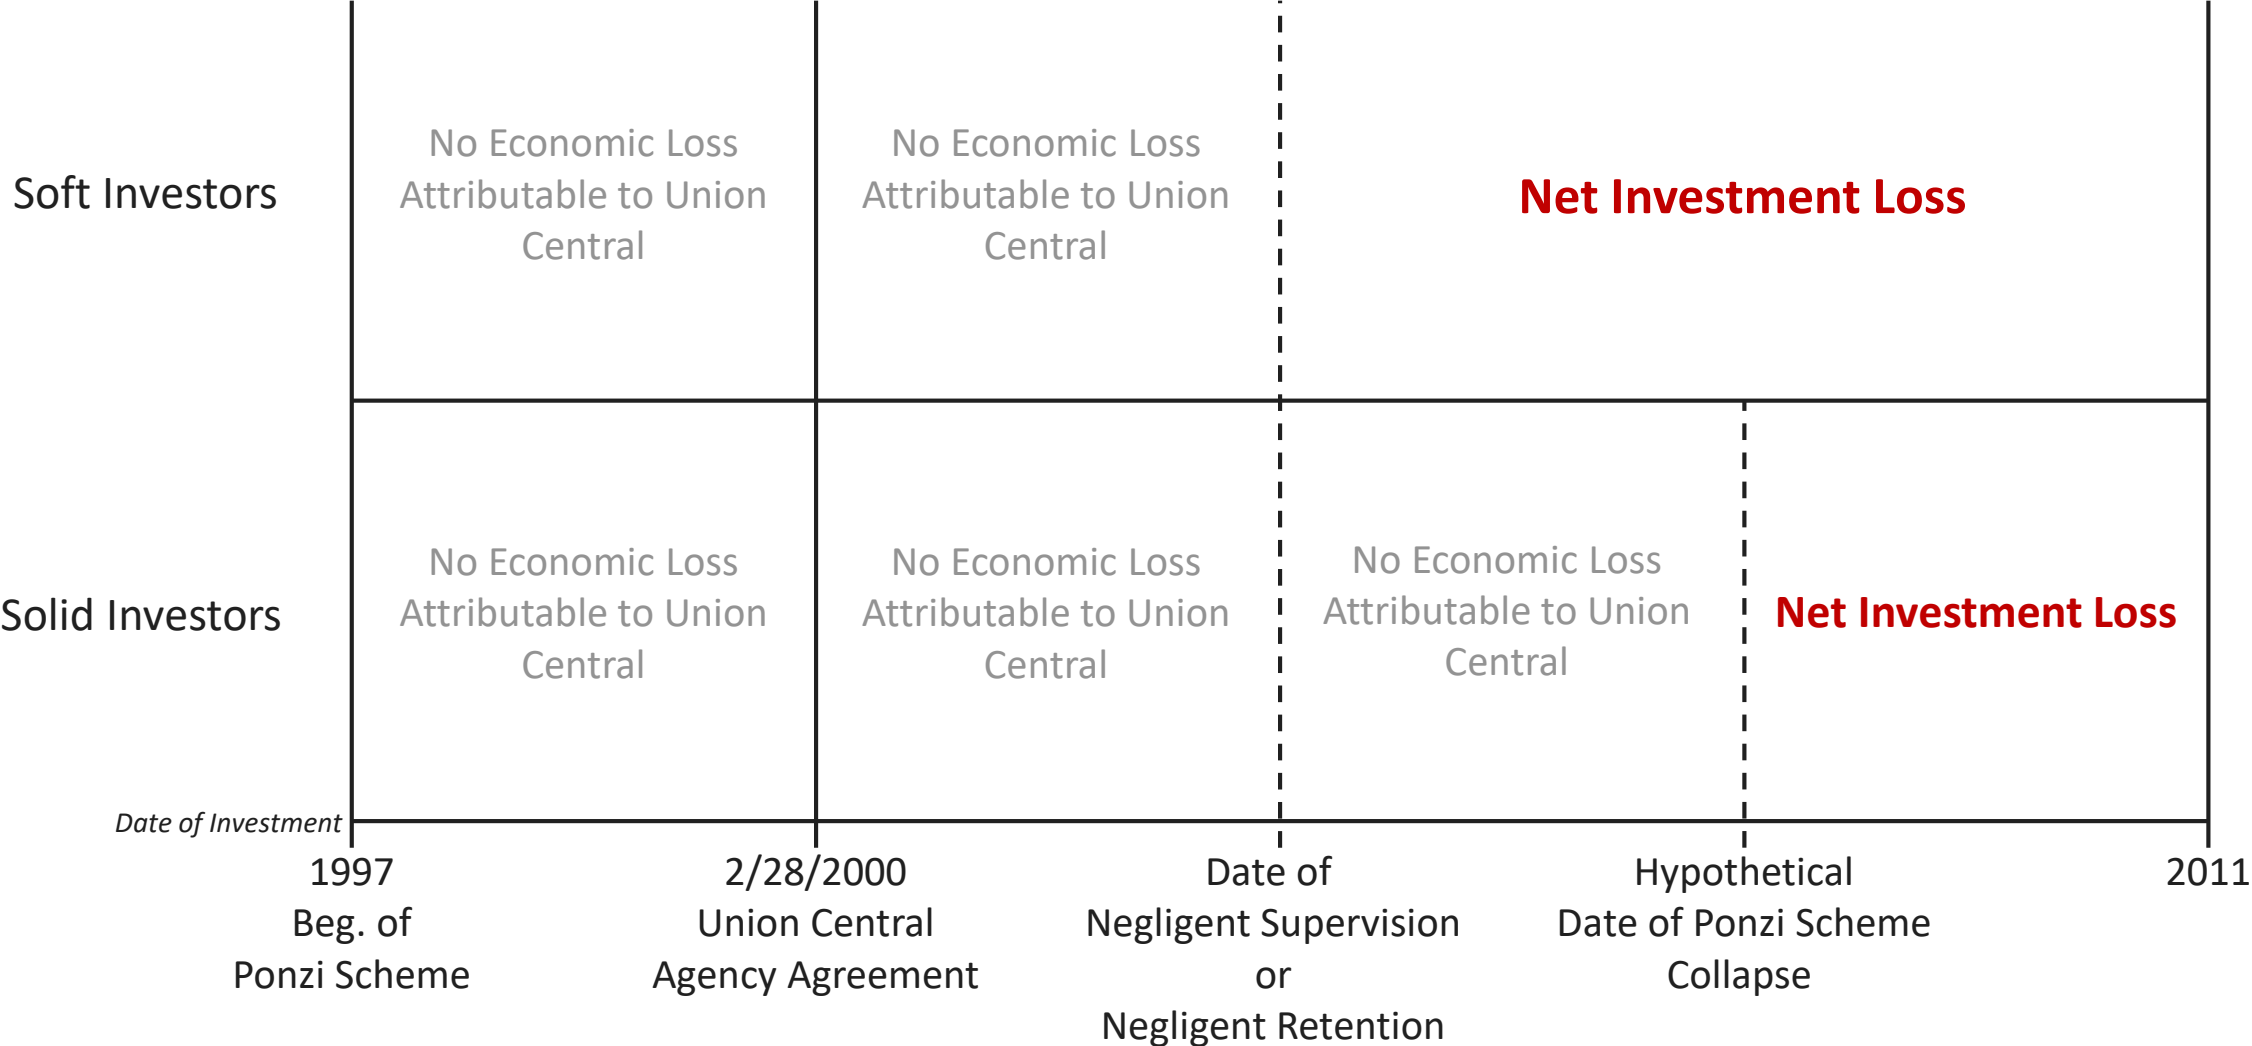 Soft Investors
No Economic Loss
Attributable to Union
Central
No Economic Loss
Attributable to Union
Central
Net Investment Loss
Solid Investors
No Economic Loss
Attributable to Union
Central
No Economic Loss
Attributable to Union
Central
No Economic Loss
Attributable to Union
Central
Net Investment Loss
Date of Investment
1997
Beg. of
Ponzi Scheme
2/28/2000
Union Central
Agency Agreement
Date of
Negligent Supervision
or
Negligent Retention
Hypothetical
Date of Ponzi Scheme
Collapse
2011